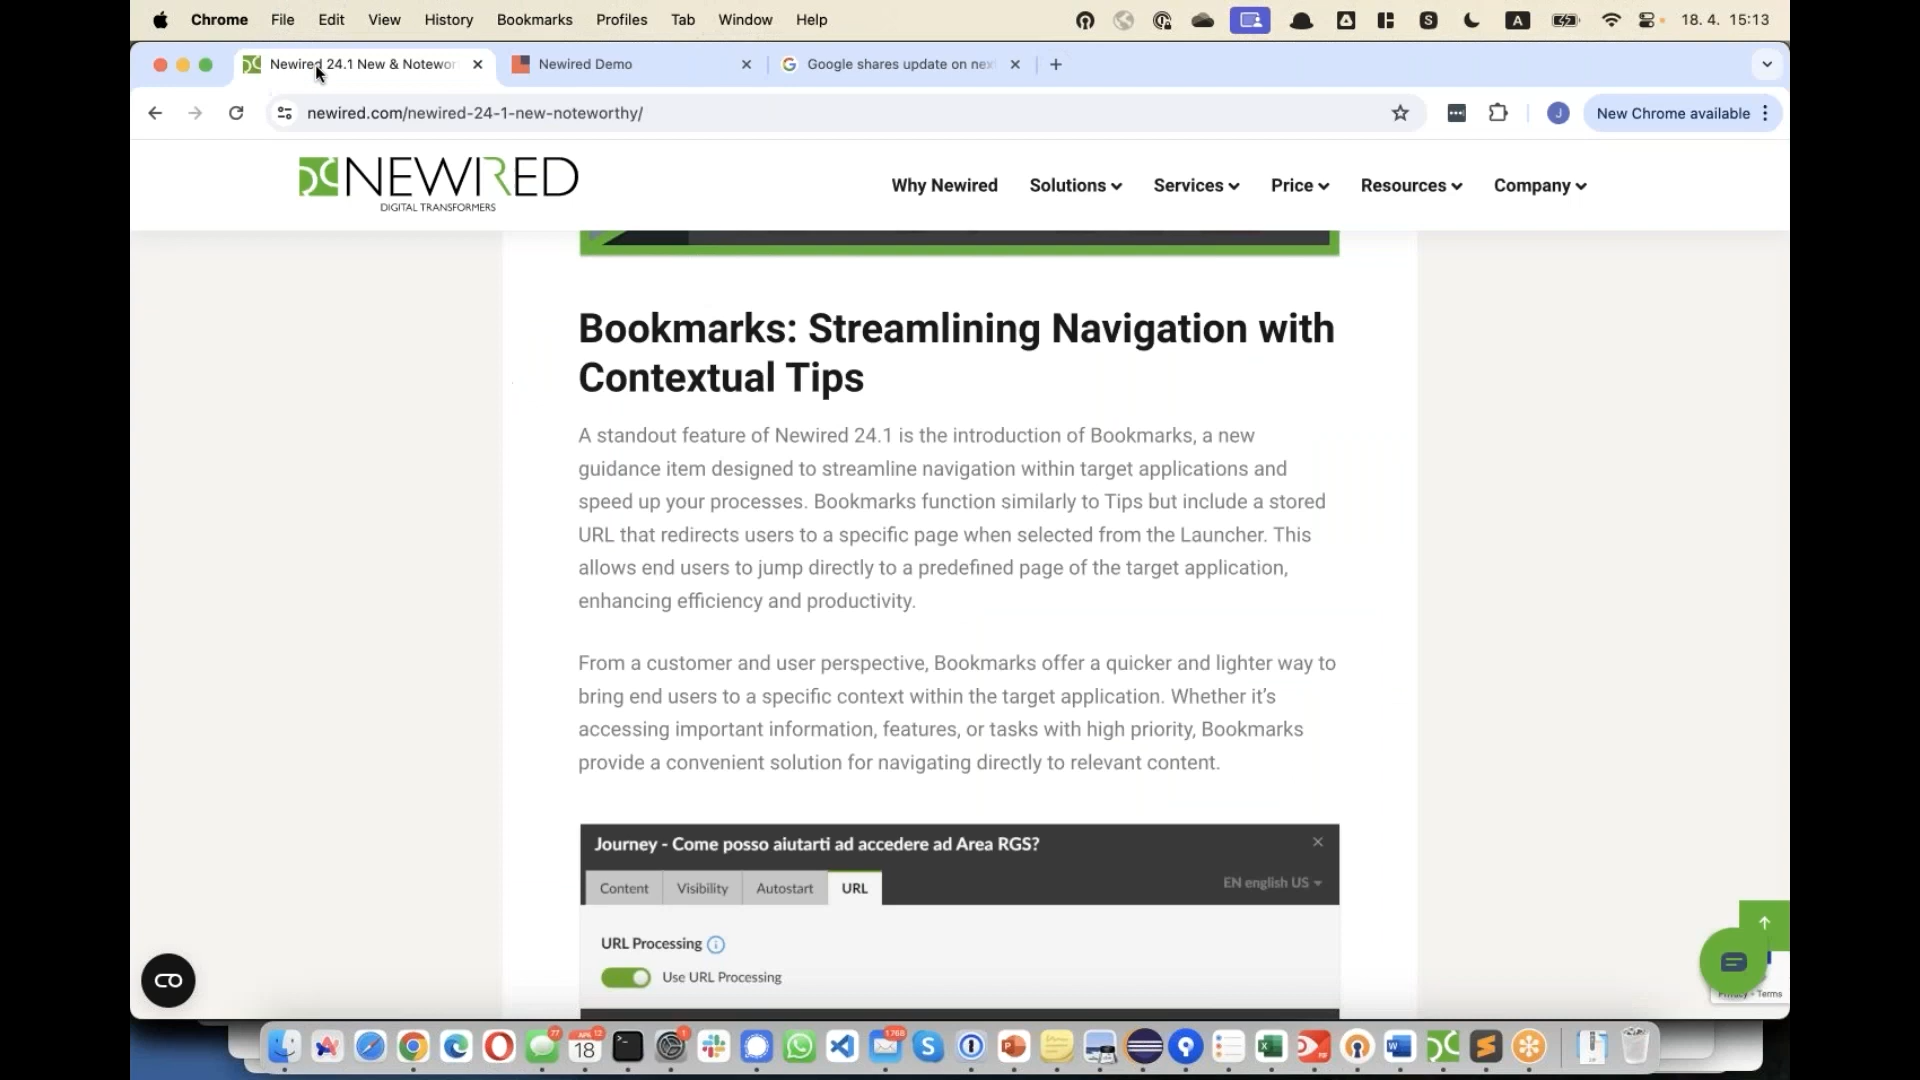 Chrome File Edit View History Bookmarks Profiles Tab Window Help 18. 4. 15:13
Newired 24.1 New & Notewor Newired Demo Google shares update on nex
newired.com/newired-24-1-new-noteworthy/ J New Chrome available
NEWIRED
DIGITAL TRANSFORMERS
Why Newired Solutions Services Price Resources Company
Bookmarks: Streamlining Navigation with
Contextual Tips
A standout feature of Newired 24.1 is the introduction of Bookmarks, a new
guidance item designed to streamline navigation within target applications and
speed up your processes. Bookmarks function similarly to Tips but include a stored
URL that redirects users to a specific page when selected from the Launcher. This
allows end users to jump directly to a predefined page of the target application,
enhancing efficiency and productivity.
From a customer and user perspective, Bookmarks offer a quicker and lighter way to
bring end users to a specific context within the target application. Whether it's
accessing important information, features, or tasks with high priority, Bookmarks
provide a convenient solution for navigating directly to relevant content.
Journey - Come posso aiutarti ad accedere ad Area RGS?
Content Visibility Autostart URL EN english US
URL Processing
Use URL Processing
Privacy - Terms
27 12 18 1 1768